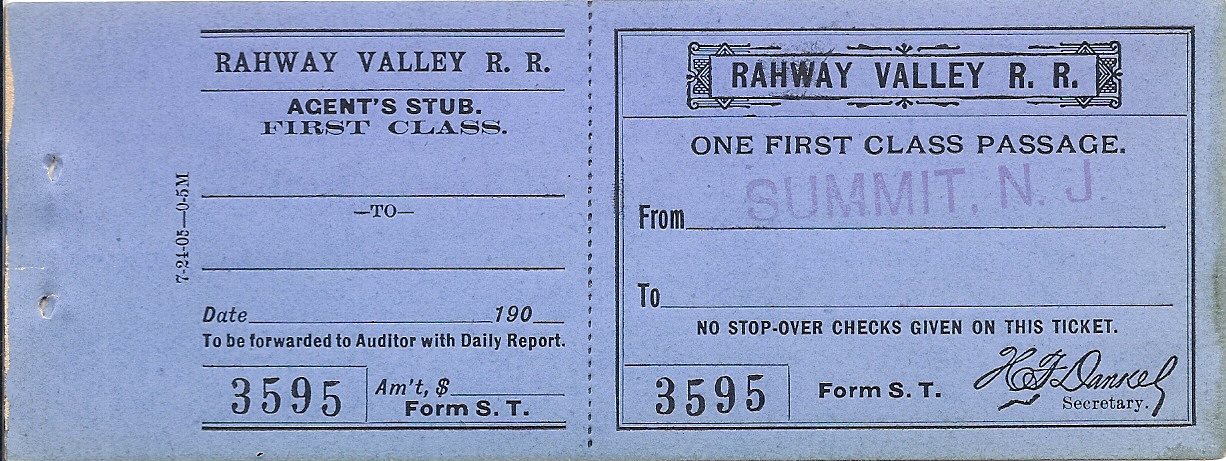 RAHWAY VALLEY R. R.
AGENT'S STUB.
FIRST CLASS.
—TO—
Date 190
To be forwarded to Auditor with Daily Report.
3595
Am't, $
Form S. T.
7-24-05—0-5M
RAHWAY VALLEY R. R.
ONE FIRST CLASS PASSAGE.
From SUMMIT, N. J.
To
NO STOP-OVER CHECKS GIVEN ON THIS TICKET.
3595
Form S. T.
H F Dankel
Secretary.